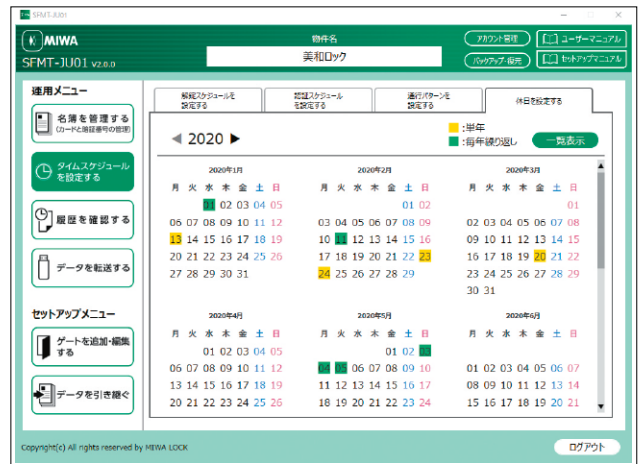 SFMT-JU01
MIWA
SFMT-JU01 V2.0.0
物件名
美和ロック
アカウント管理
ユーザーマニュアル
バックアップ・復元
セットアップマニュアル
運用メニュー
名簿を管理する
(カードと暗証番号の管理)
タイムスケジュール
を設定する
履歴を確認する
データを転送する
セットアップメニュー
ゲートを追加・編集
する
データを引き継ぐ
解錠スケジュールを
設定する
認証スケジュール
を設定する
運行パターンを
設定する
休日を設定する
◀ 2020 ▶
:単年
:毎年繰り返し
一覧表示
2020年1月
月 火 水 木 金 土 日
01 02 03 04 05
06 07 08 09 10 11 12
13 14 15 16 17 18 19
20 21 22 23 24 25 26
27 28 29 30 31
2020年2月
月 火 水 木 金 土 日
01 02
03 04 05 06 07 08 09
10 11 12 13 14 15 16
17 18 19 20 21 22 23
24 25 26 27 28 29
2020年3月
月 火 水 木 金 土 日
01
02 03 04 05 06 07 08
09 10 11 12 13 14 15
16 17 18 19 20 21 22
23 24 25 26 27 28 29
30 31
2020年4月
月 火 水 木 金 土 日
01 02 03 04 05
06 07 08 09 10 11 12
13 14 15 16 17 18 19
20 21 22 23 24 25 26
2020年5月
月 火 水 木 金 土 日
01 02 03
04 05 06 07 08 09 10
11 12 13 14 15 16 17
18 19 20 21 22 23 24
2020年6月
月 火 水 木 金 土 日
01 02 03 04 05 06 07
08 09 10 11 12 13 14
15 16 17 18 19 20 21
Copyright(c) All rights reserved by MIWA LOCK
ログアウト